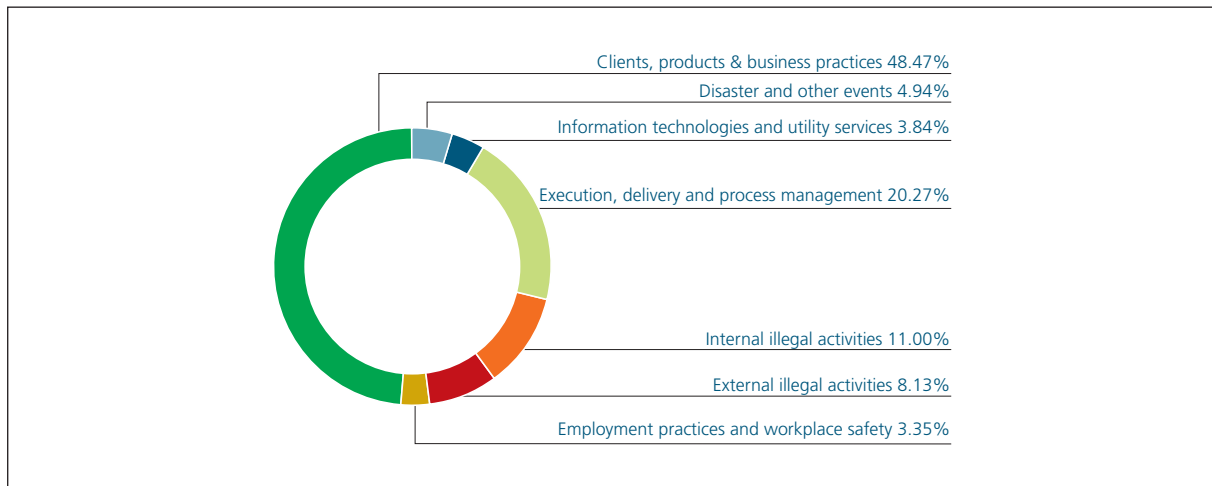 Clients, products & business practices 48.47%
Disaster and other events 4.94%
Information technologies and utility services 3.84%
Execution, delivery and process management 20.27%
Internal illegal activities 11.00%
External illegal activities 8.13%
Employment practices and workplace safety 3.35%